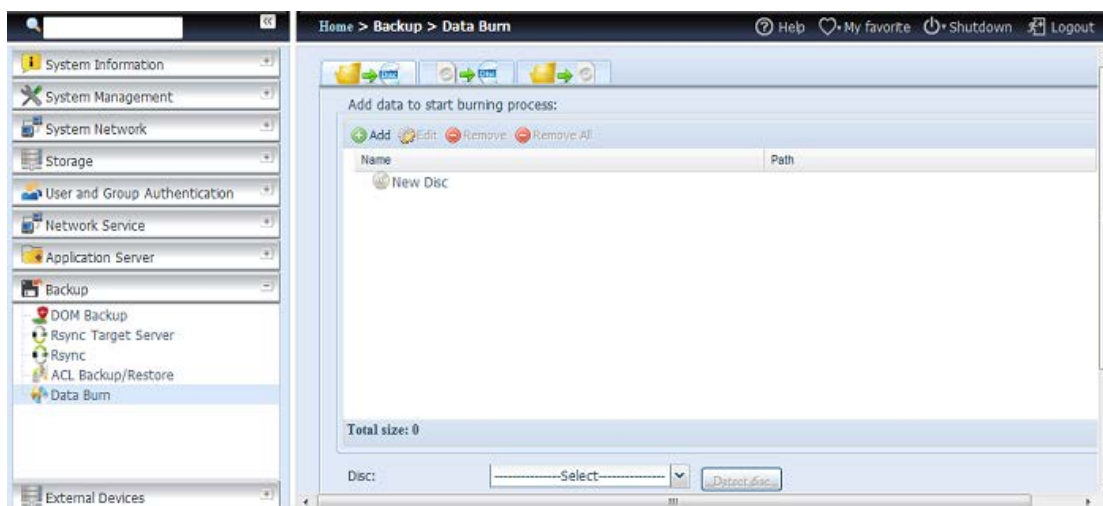 Home > Backup > Data Burn
Help My favorite Shutdown Logout
System Information
System Management
System Network
Storage
User and Group Authentication
Network Service
Application Server
Backup
DOM Backup
Rsync Target Server
Rsync
ACL Backup/Restore
Data Burn
External Devices
Disc
Disc
Add data to start burning process:
Add Edit Remove Remove All
Name Path
New Disc
Total size: 0
Disc: ---------------Select--------------- Detect disc